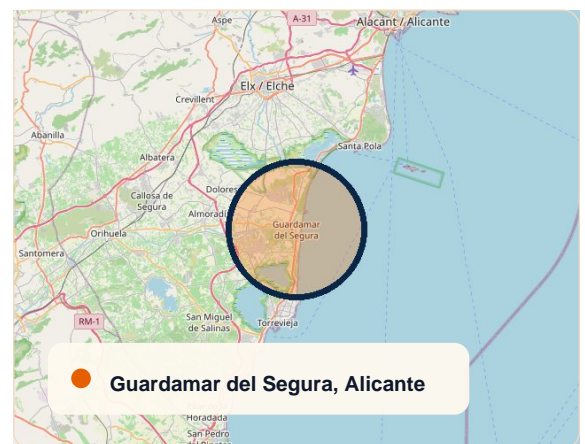 Aspe
A-31
Alacant / Alicante
Elx / Elche
Crevillent
Abanilla
Santa Pola
Albatera
Dolores
Callosa de
Segura
Almoradí
Guardamar
del Segura
Orihuela
Santomera
San Miguel
de Salinas
RM-1
Torrevieja
Guardamar del Segura, Alicante
Horadada
San Pedro